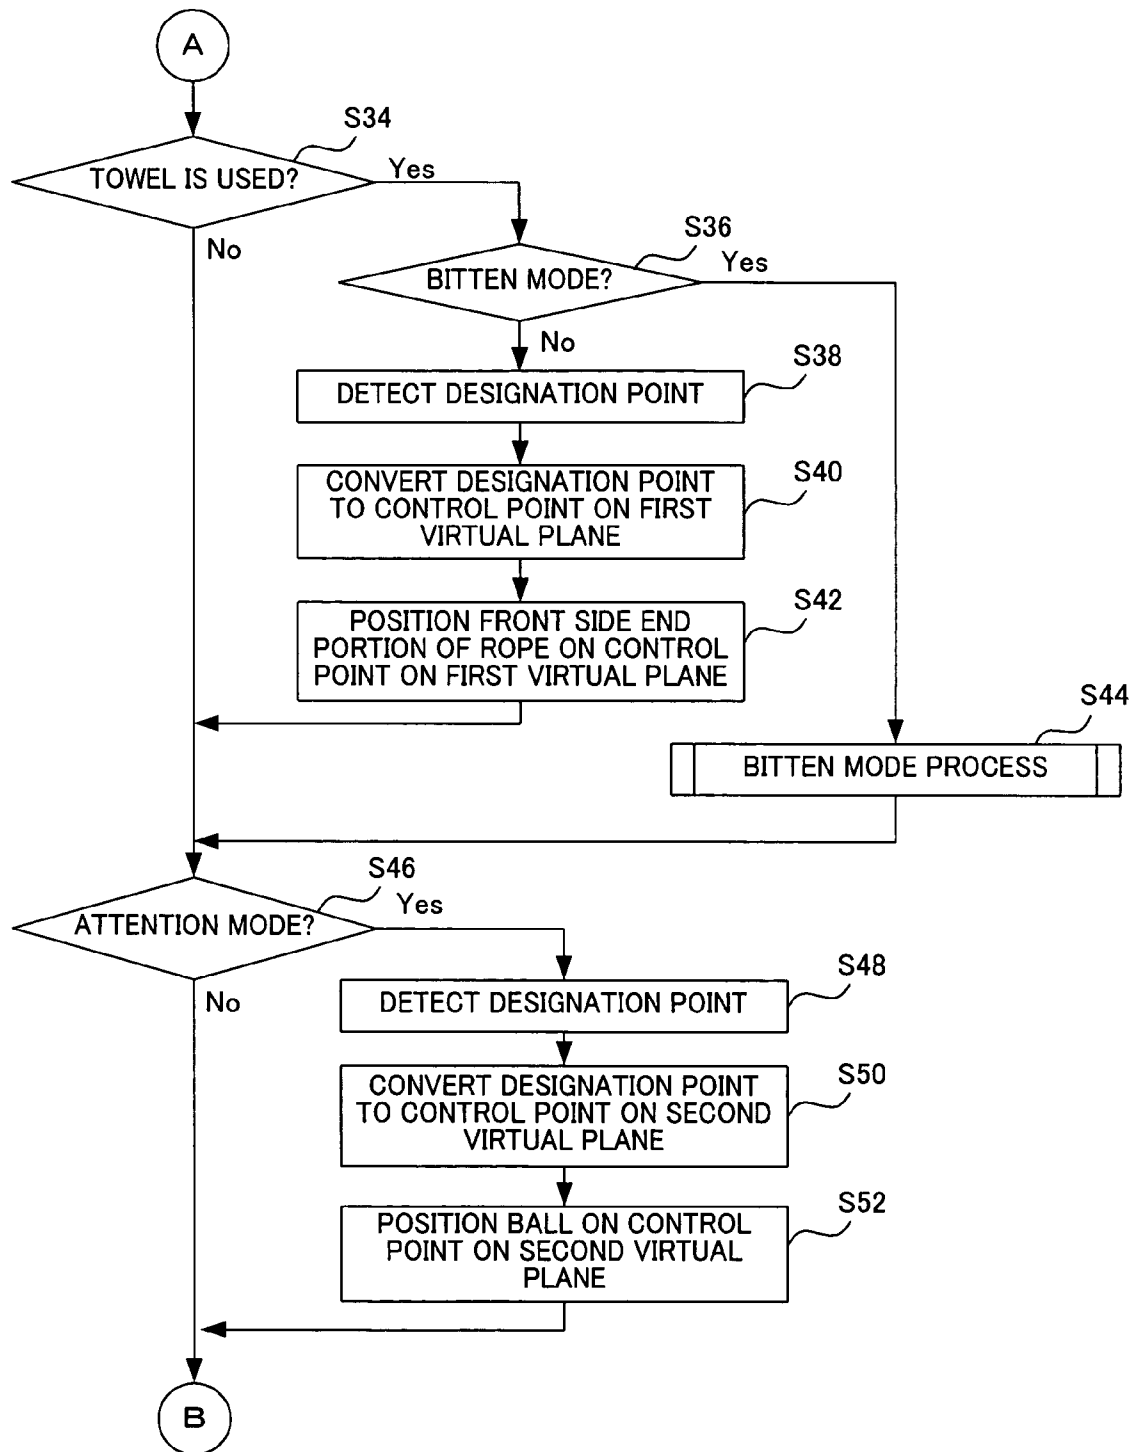 A
S34
TOWEL IS USED?
Yes
No
S36
BITTEN MODE?
Yes
No
S38
DETECT DESIGNATION POINT
S40
CONVERT DESIGNATION POINT
TO CONTROL POINT ON FIRST
VIRTUAL PLANE
S42
POSITION FRONT SIDE END
PORTION OF ROPE ON CONTROL
POINT ON FIRST VIRTUAL PLANE
S44
BITTEN MODE PROCESS
S46
ATTENTION MODE?
Yes
No
S48
DETECT DESIGNATION POINT
S50
CONVERT DESIGNATION POINT
TO CONTROL POINT ON SECOND
VIRTUAL PLANE
S52
POSITION BALL ON CONTROL
POINT ON SECOND VIRTUAL
PLANE
B